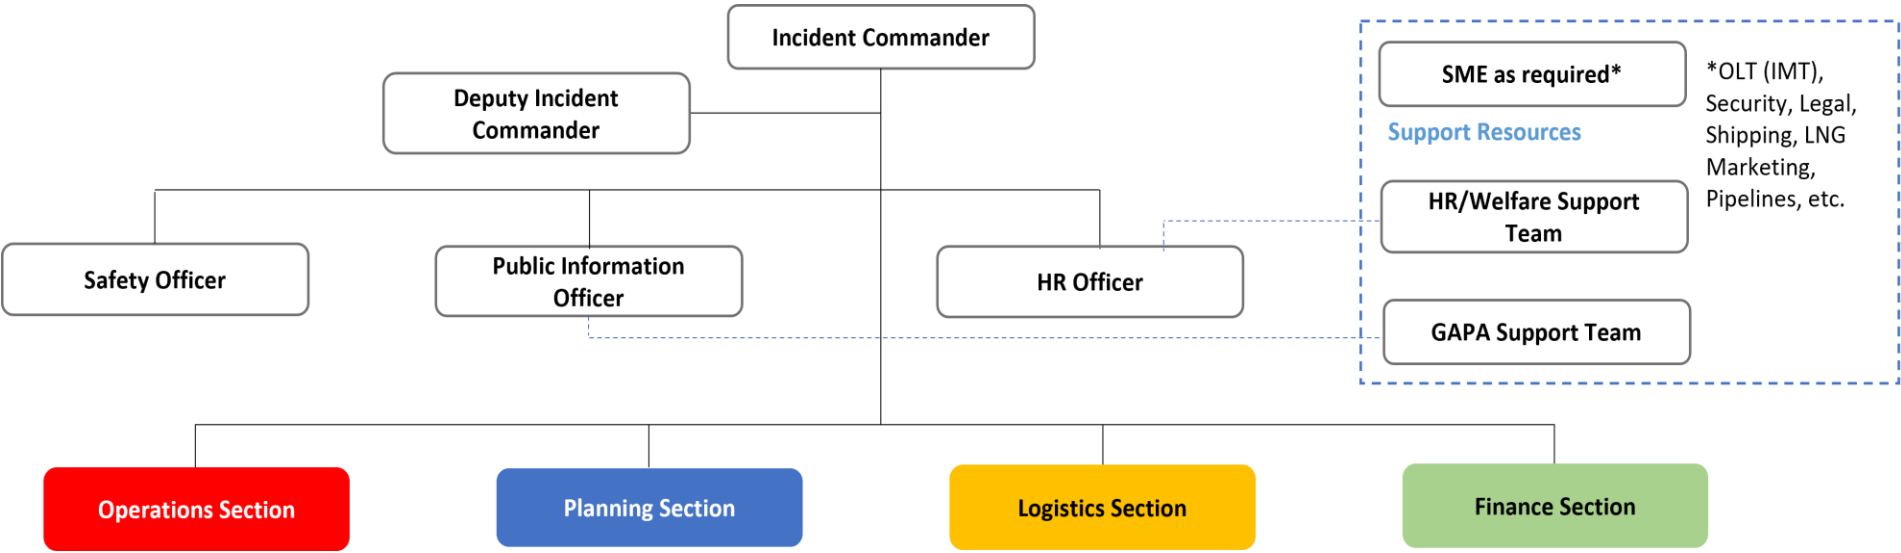 Incident Commander
Deputy Incident
Commander
SME as required*
Support Resources
*OLT (IMT),
Security, Legal,
Shipping, LNG
Marketing,
Pipelines, etc.
HR/Welfare Support
Team
Safety Officer
Public Information
Officer
HR Officer
GAPA Support Team
Operations Section
Planning Section
Logistics Section
Finance Section